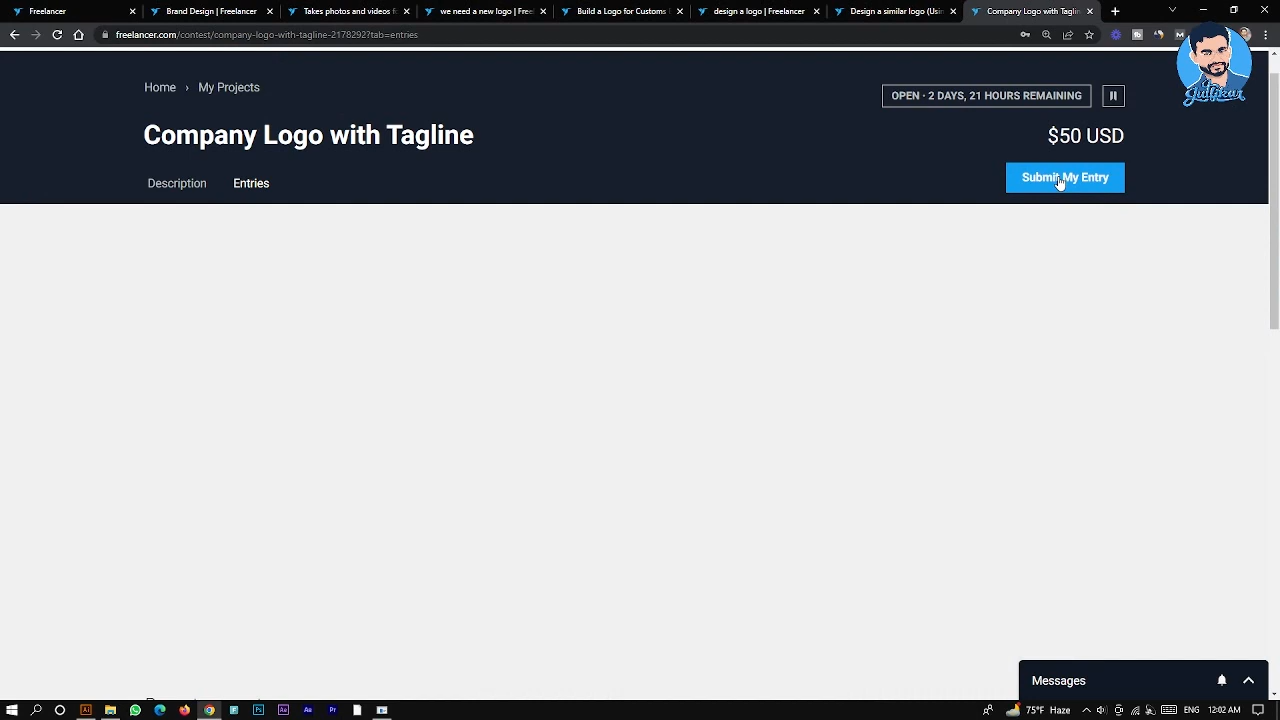 Freelancer
Brand Design | Freelancer
Takes photos and videos f
we need a new logo | Free
Build a Logo for Customs
design a logo | Freelancer
Design a similar logo (Usin
Company Logo with Taglin
freelancer.com/contest/company-logo-with-tagline-2178292?tab=entries
Home › My Projects
OPEN · 2 DAYS, 21 HOURS REMAINING
Julfikar
Company Logo with Tagline
$50 USD
Description
Entries
Submit My Entry
Messages
75°F Haze
ENG
12:02 AM